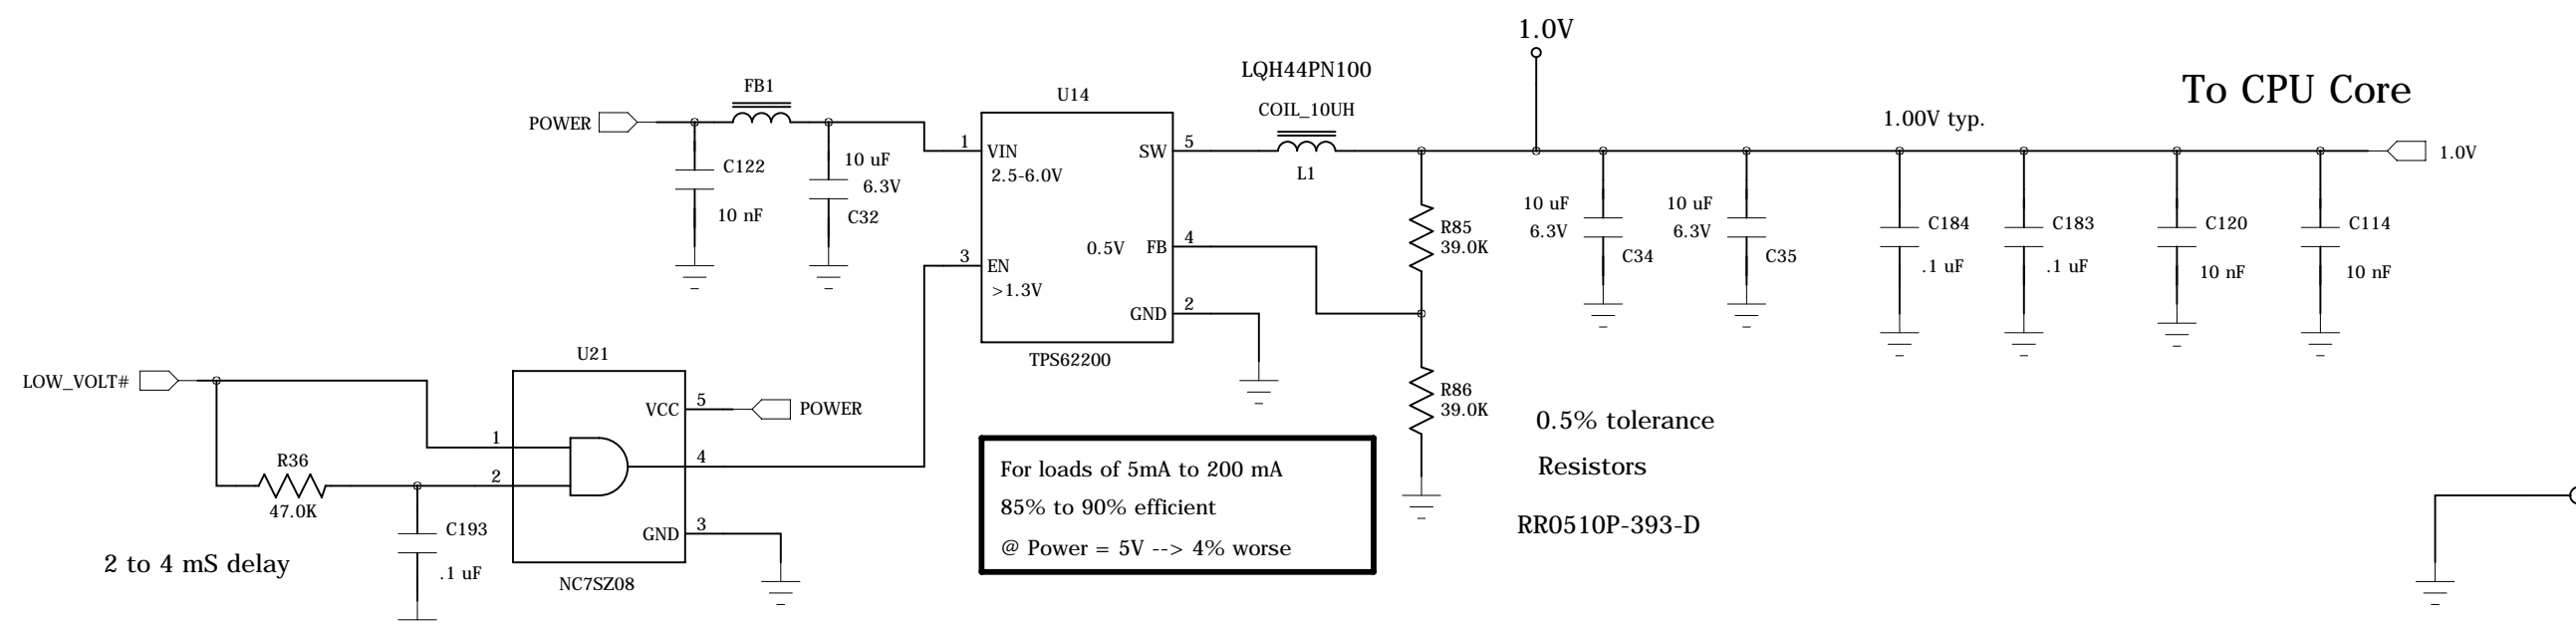 1.0V
LQH44PN100
To CPU Core
FB1
U14
COIL_10UH
1.00V typ.
POWER
1
VIN
2.5-6.0V
SW
5
L1
1.0V
C122
10 nF
10 uF
6.3V
C32
R85
39.0K
10 uF
6.3V
C34
10 uF
6.3V
C35
C184
.1 uF
C183
.1 uF
C120
10 nF
C114
10 nF
0.5V
FB
4
3
EN
>1.3V
GND
2
TPS62200
U21
LOW_VOLT#
VCC
5
POWER
R86
39.0K
0.5% tolerance
Resistors
RR0510P-393-D
1
2
4
R36
47.0K
C193
.1 uF
GND
3
NC7SZ08
2 to 4 mS delay
For loads of 5mA to 200 mA
85% to 90% efficient
@ Power = 5V --> 4% worse